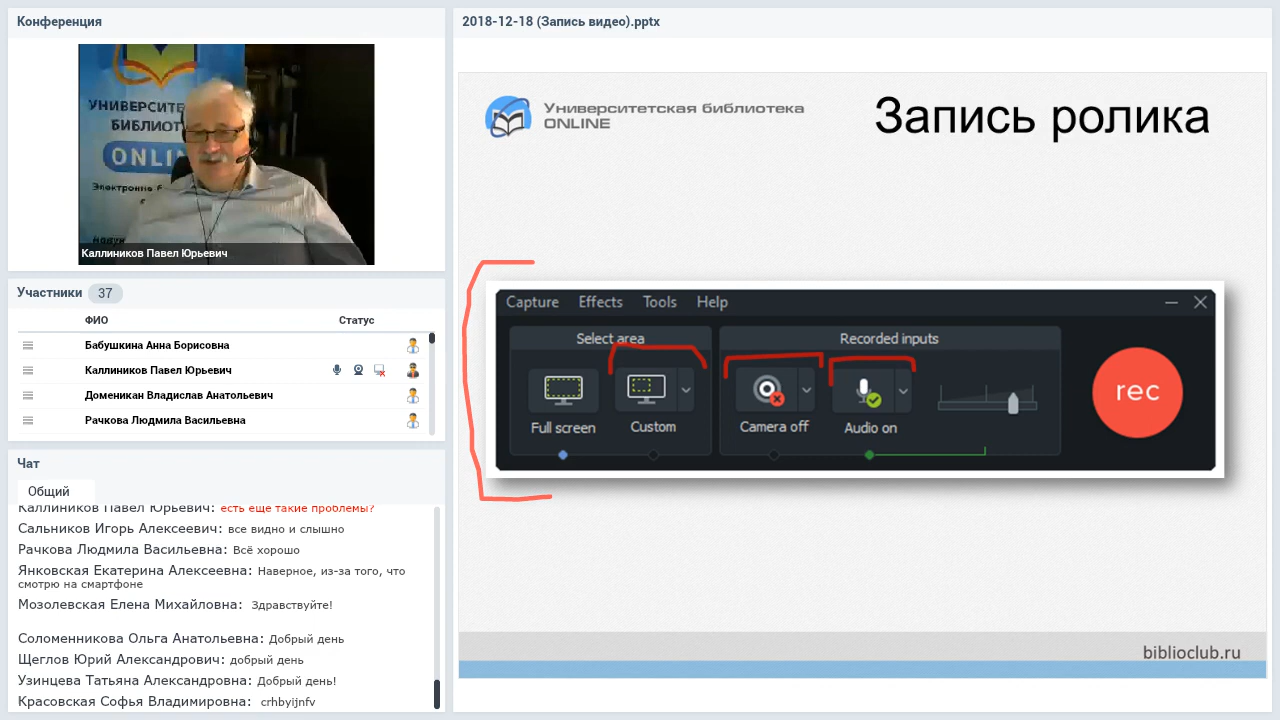 Конференция
УНИВЕРСИТЕ
БИБЛИОТ
ONLIN
Каллиников Павел Юрьевич
Участники 37
ФИО Статус
Бабушкина Анна Борисовна
Каллиников Павел Юрьевич
Доменикан Владислав Анатольевич
Рачкова Людмила Васильевна
Чат
Общий
Каллиников Павел Юрьевич: есть еще такие проблемы?
Сальников Игорь Алексеевич: все видно и слышно
Рачкова Людмила Васильевна: Всё хорошо
Янковская Екатерина Алексеевна: Наверное, из-за того, что
смотрю на смартфоне
Мозолевская Елена Михайловна: Здравствуйте!
Соломенникова Ольга Анатольевна: Добрый день
Щеглов Юрий Александрович: добрый день
Узинцева Татьяна Александровна: Добрый день!
Красовская Софья Владимировна: crhbyijnfv
2018-12-18 (Запись видео).pptx
Университетская библиотека
ONLINE
Запись ролика
Capture Effects Tools Help
Select area Recorded inputs
rec
Full screen Custom Camera off Audio on
biblioclub.ru